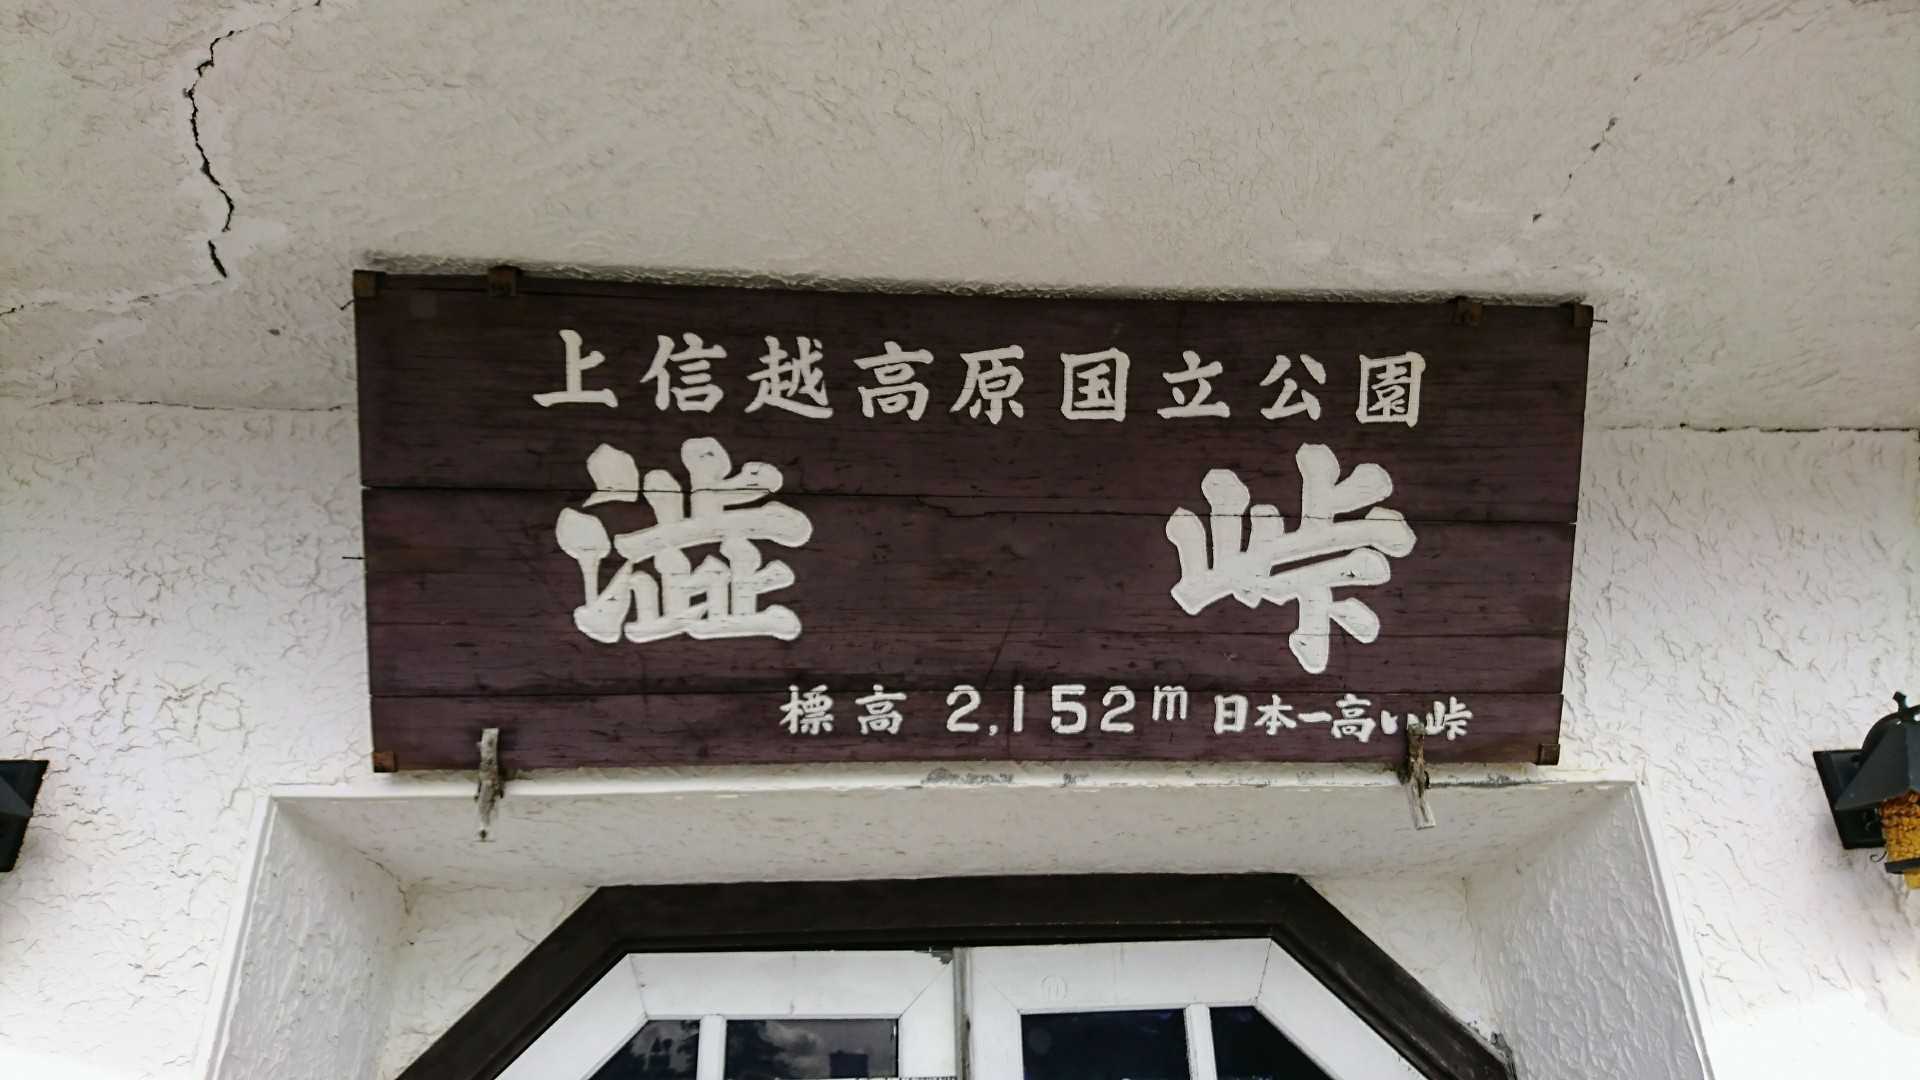 上信越高原国立公園
澁峠
標高 2,152m 日本一高い峠